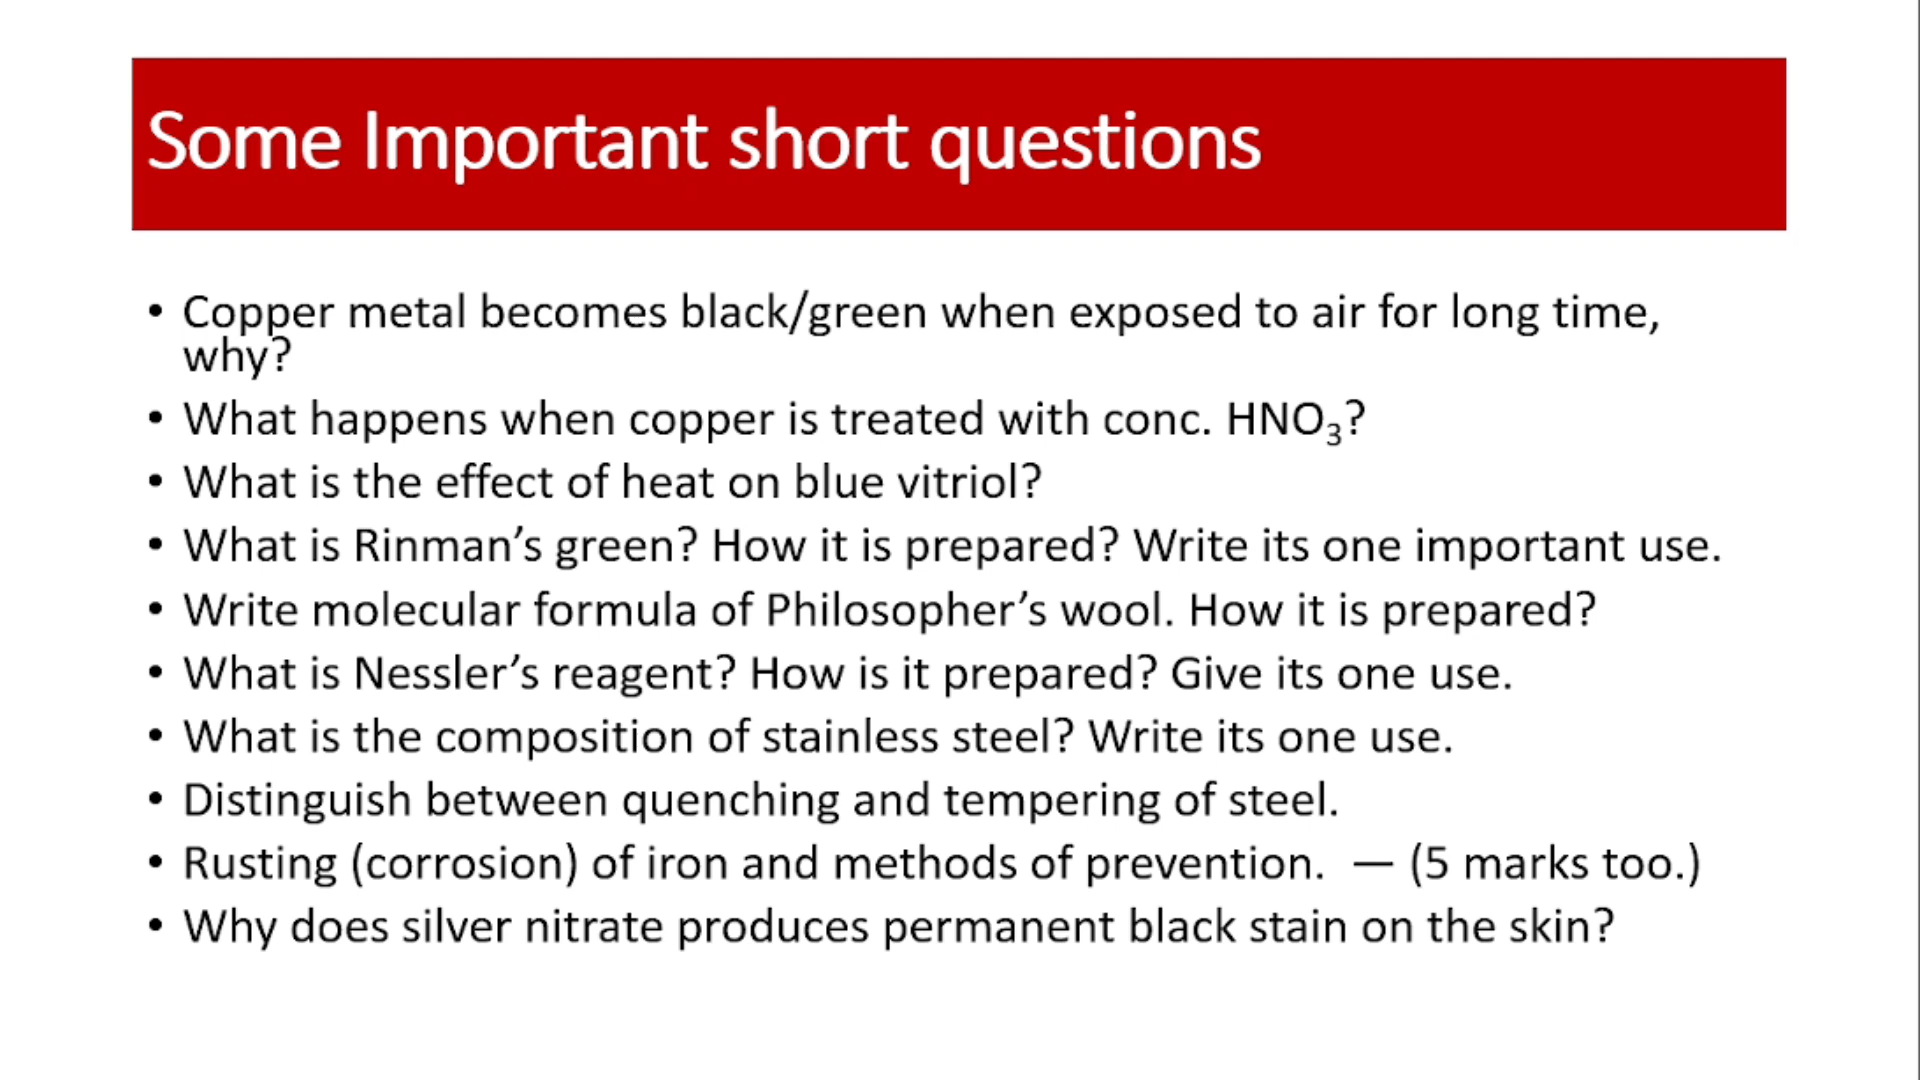 Some Important short questions
• Copper metal becomes black/green when exposed to air for long time,
why?
• What happens when copper is treated with conc. HNO₃?
• What is the effect of heat on blue vitriol?
• What is Rinman’s green? How it is prepared? Write its one important use.
• Write molecular formula of Philosopher’s wool. How it is prepared?
• What is Nessler’s reagent? How is it prepared? Give its one use.
• What is the composition of stainless steel? Write its one use.
• Distinguish between quenching and tempering of steel.
• Rusting (corrosion) of iron and methods of prevention. — (5 marks too.)
• Why does silver nitrate produces permanent black stain on the skin?